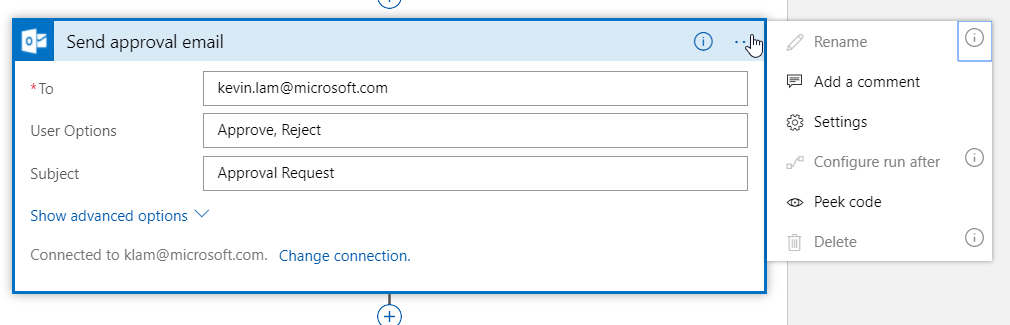 Send approval email
*To
kevin.lam@microsoft.com
User Options
Approve, Reject
Subject
Approval Request
Show advanced options
Connected to klam@microsoft.com. Change connection.
Rename
Add a comment
Settings
Configure run after
Peek code
Delete